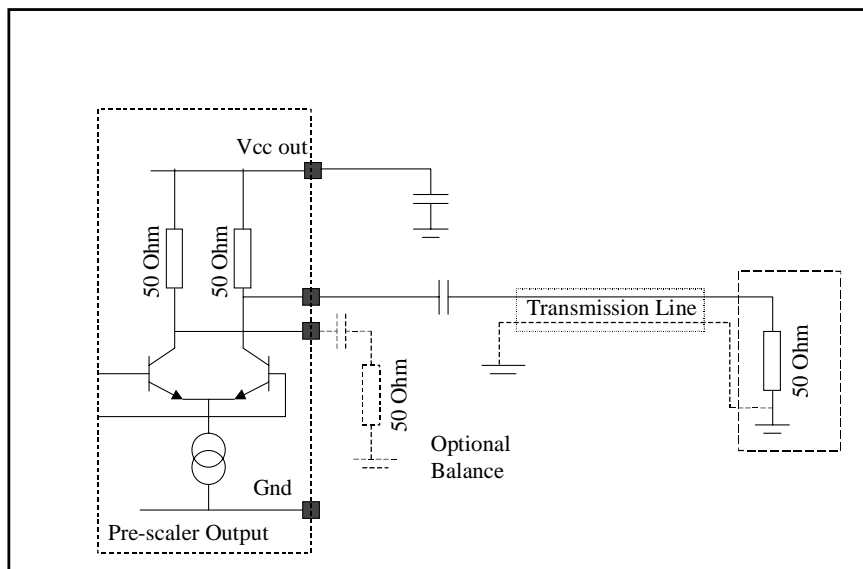 Vcc out
50 Ohm
50 Ohm
Transmission Line
50 Ohm
50 Ohm
Optional
Balance
Gnd
Pre-scaler Output